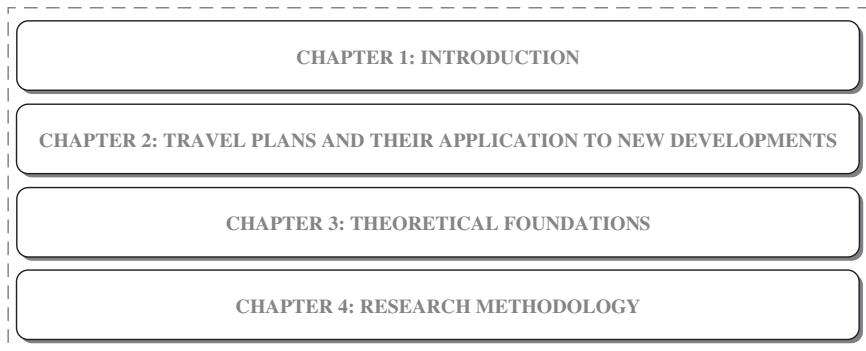 CHAPTER 1: INTRODUCTION
CHAPTER 2: TRAVEL PLANS AND THEIR APPLICATION TO NEW DEVELOPMENTS
CHAPTER 3: THEORETICAL FOUNDATIONS
CHAPTER 4: RESEARCH METHODOLOGY